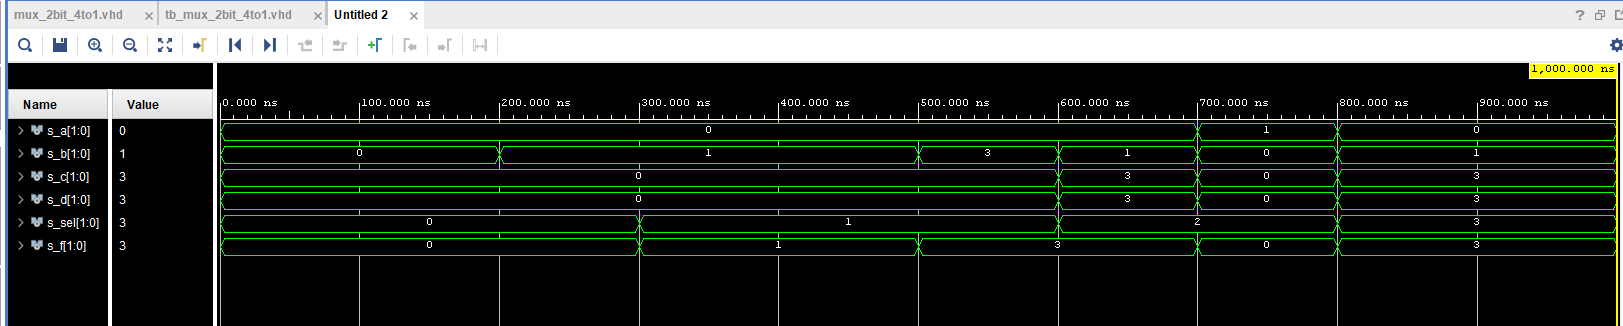 mux_2bit_4to1.vhd × tb_mux_2bit_4to1.vhd × Untitled 2 ×
?
1,000.000 ns
Name Value 0.000 ns 100.000 ns 200.000 ns 300.000 ns 400.000 ns 500.000 ns 600.000 ns 700.000 ns 800.000 ns 900.000 ns
s_a[1:0] 0 0 1 0
s_b[1:0] 1 0 1 3 1 0 1
s_c[1:0] 3 0 3 0 3
s_d[1:0] 3 0 3 0 3
s_sel[1:0] 3 0 1 2 3
s_f[1:0] 3 0 1 3 0 3